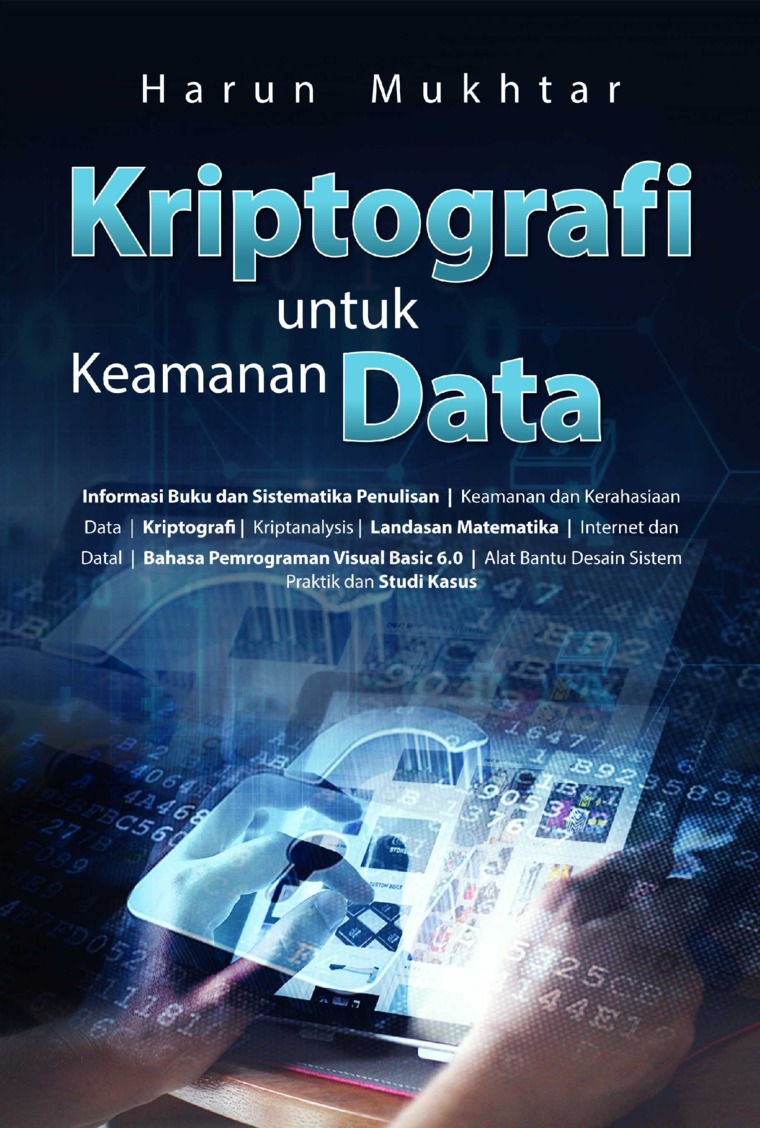 Harun Mukhtar
Kriptografi
untuk
Keamanan Data
Informasi Buku dan Sistematika Penulisan | Keamanan dan Kerahasiaan
Data | Kriptografi | Kriptanalysis | Landasan Matematika | Internet dan
Datal | Bahasa Pemrograman Visual Basic 6.0 | Alat Bantu Desain Sistem
Praktik dan Studi Kasus